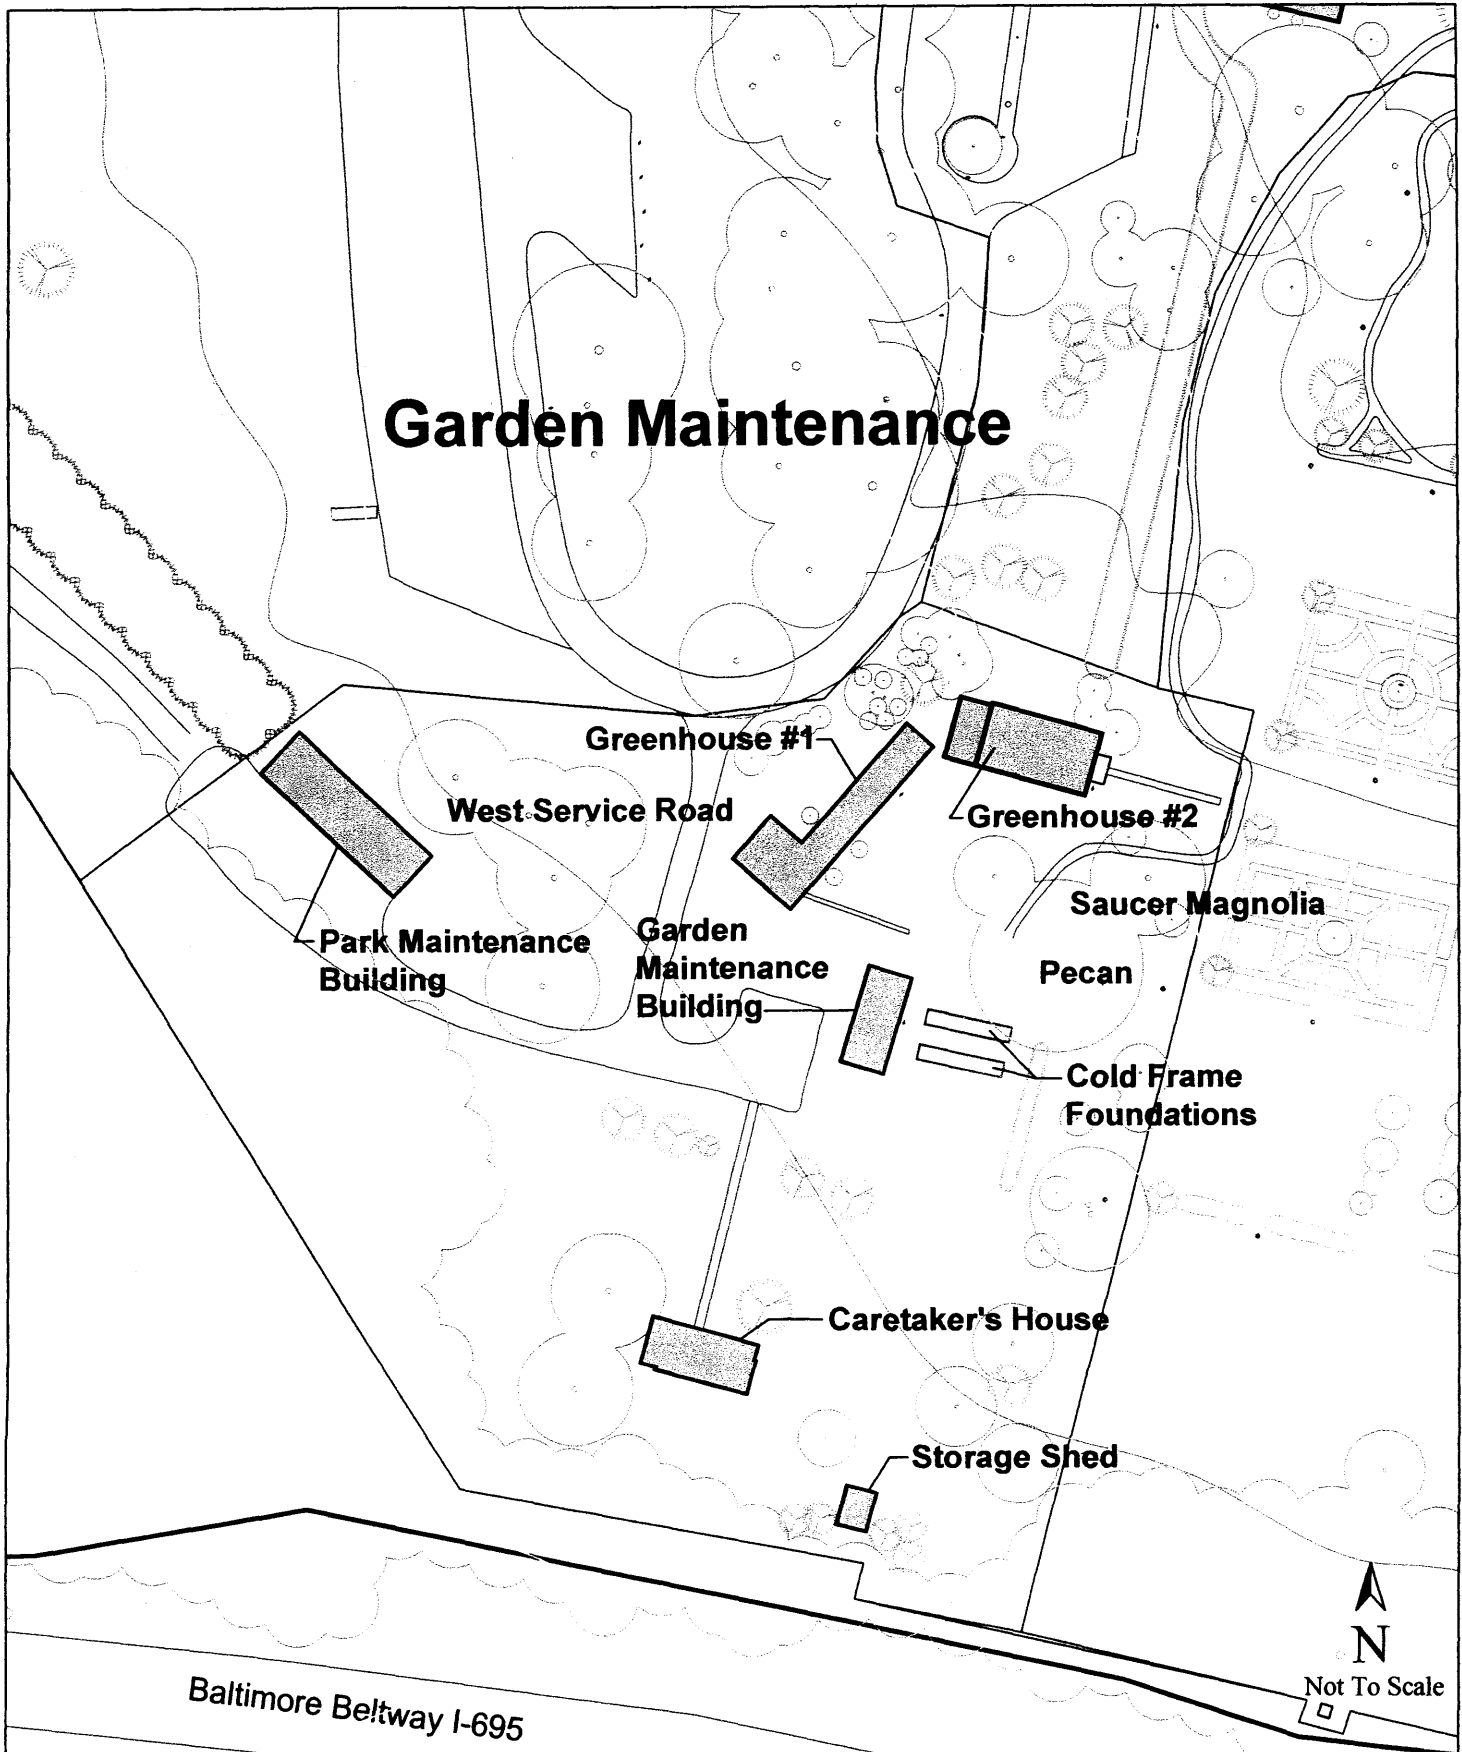 Garden Maintenance
Greenhouse #1
West Service Road
Greenhouse #2
Saucer Magnolia
Park Maintenance
Building
Garden
Maintenance
Building
Pecan
Cold Frame
Foundations
Caretaker's House
Storage Shed
N
Not To Scale
Baltimore Beltway I-695